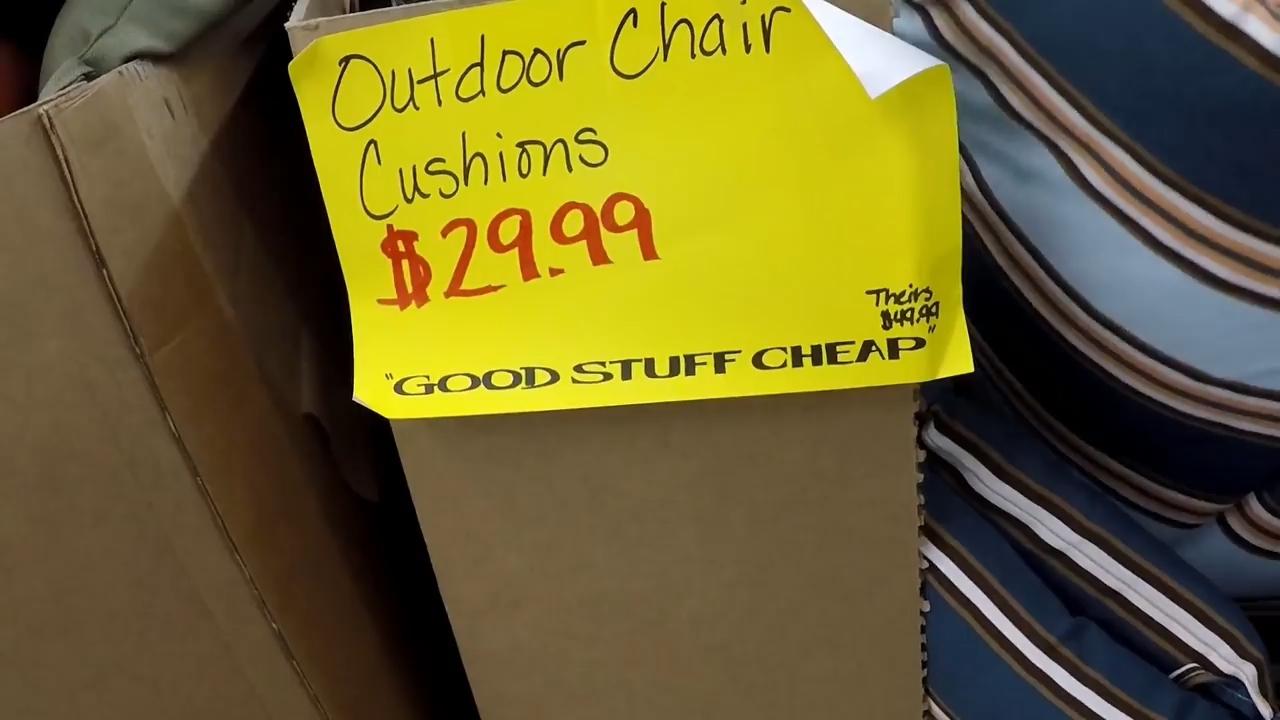 Outdoor Chair
Cushions
$29.99
Theirs
$49.99
"GOOD STUFF CHEAP"